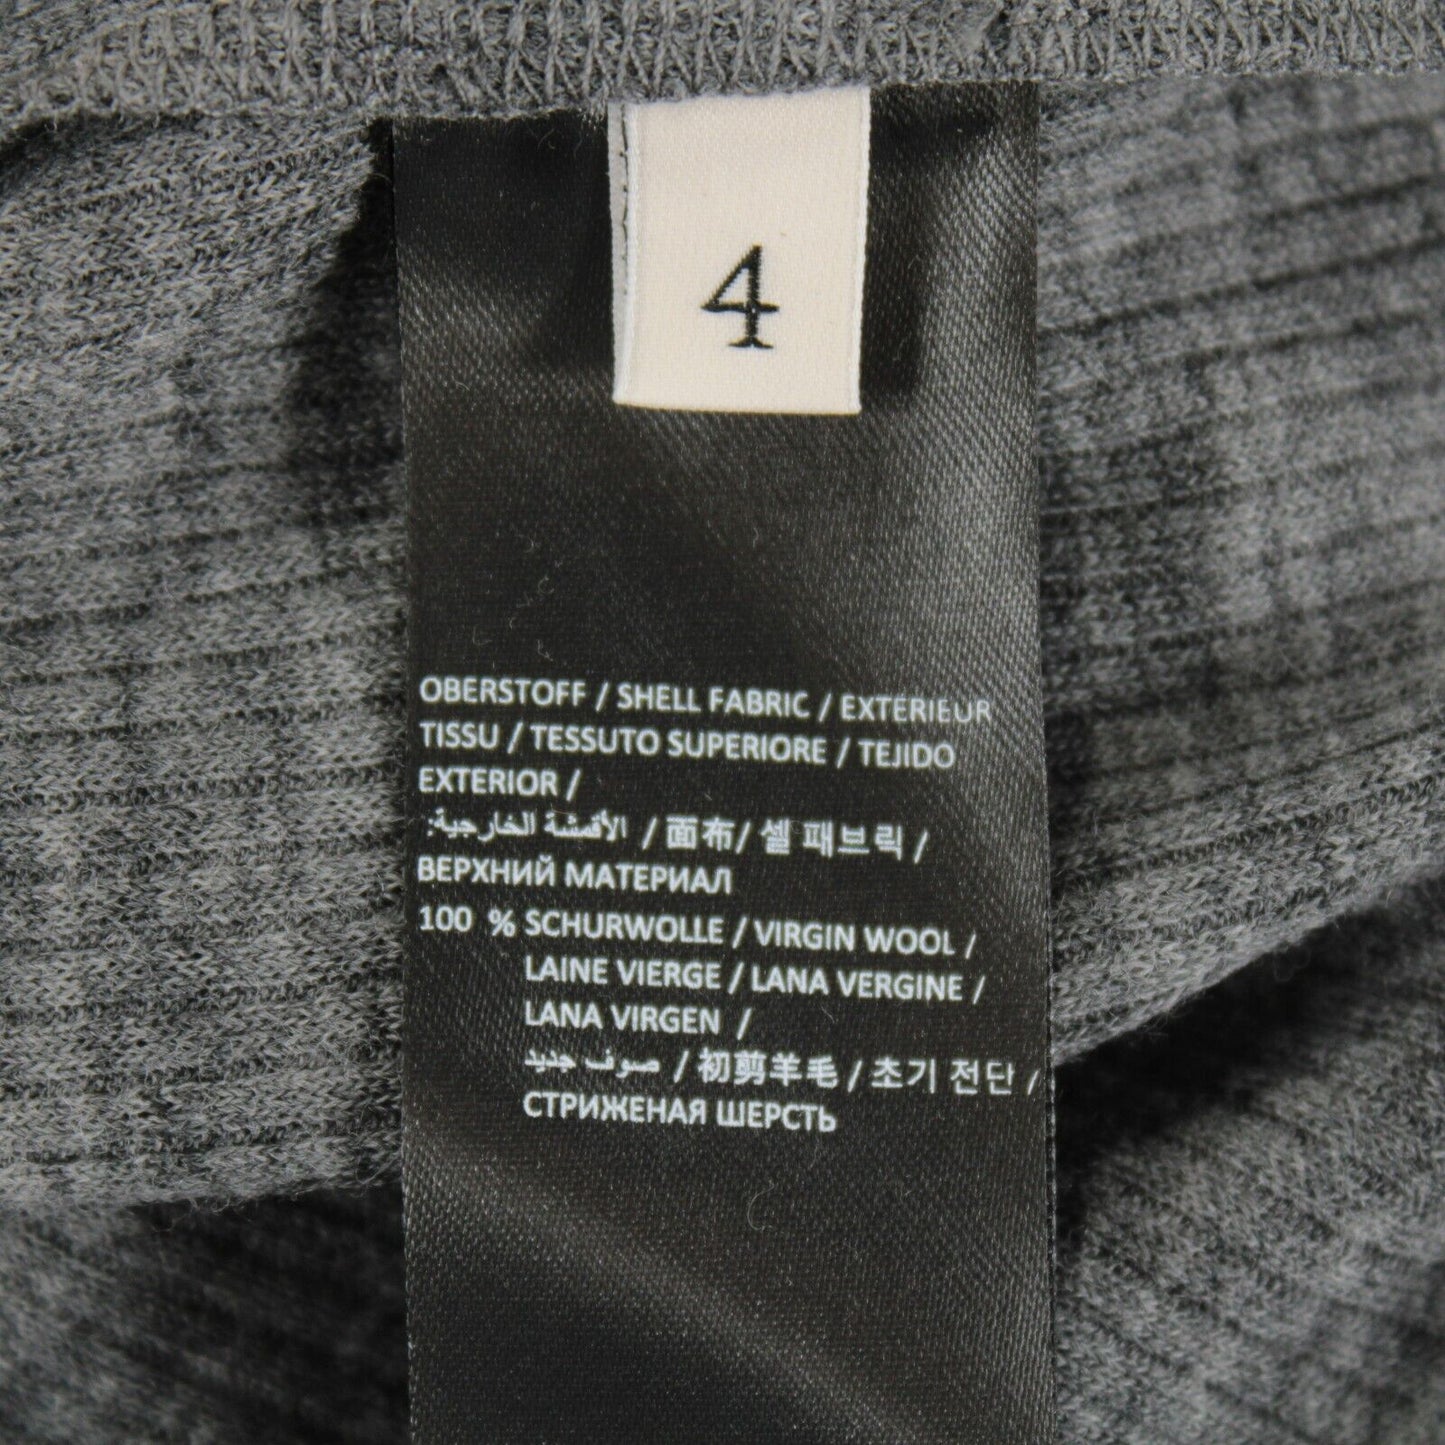 4
OBERSTOFF / SHELL FABRIC / EXTERIEUR
TISSU / TESSUTO SUPERIORE / TEJIDO
EXTERIOR /
الأقمشة الخارجية: / 面布/ 셀 패브릭 /
ВЕРХНИЙ МАТЕРИАЛ
100 % SCHURWOLLE / VIRGIN WOOL /
LAINE VIERGE / LANA VERGINE /
LANA VIRGEN /
صوف جديد / 初剪羊毛 / 초기 전단 /
СТРИЖЕНАЯ ШЕРСТЬ